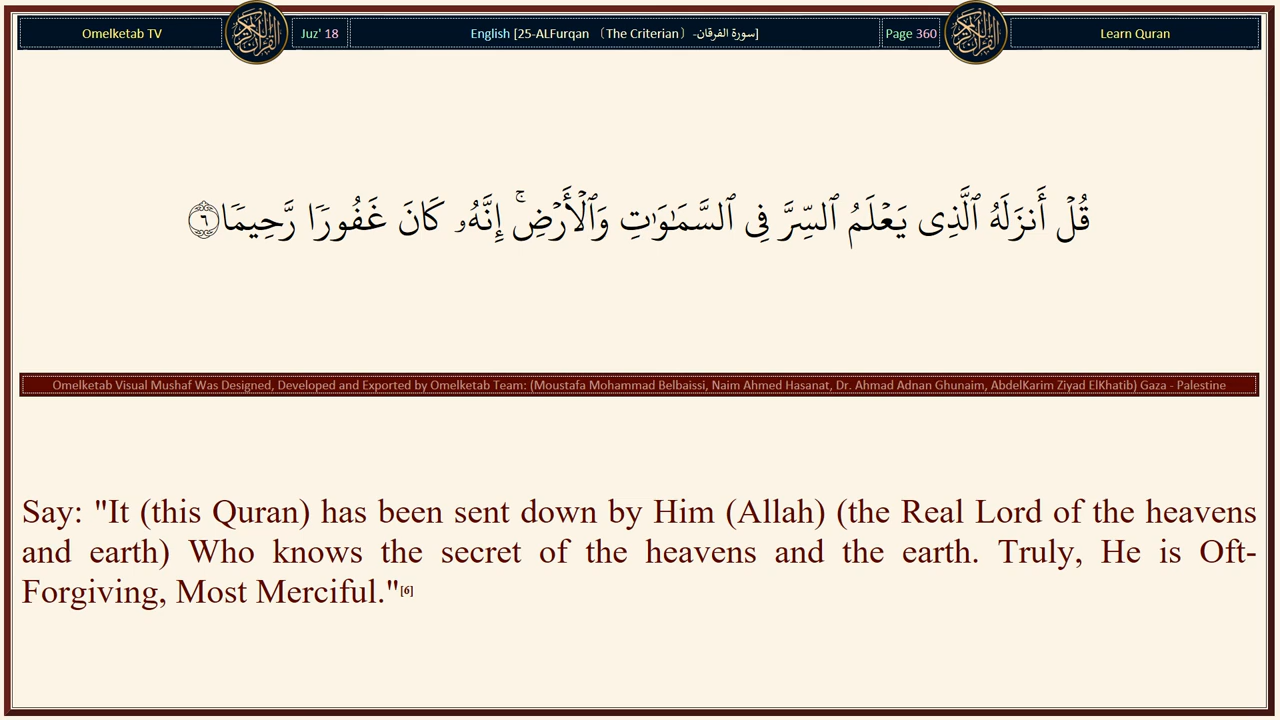 Omelketab TV
Juz' 18
English [25-ALFurqan （The Criterian）-سورة الفرقان]
Page 360
Learn Quran
قُلۡ أَنزَلَهُ ٱلَّذِى يَعۡلَمُ ٱلسِّرَّ فِى ٱلسَّمَـٰوَٲتِ وَٱلۡأَرۡضِ‌ۚ إِنَّهُ ۥ ڪَانَ غَفُورً۬ا رَّحِيمً۬ا ٦
Omelketab Visual Mushaf Was Designed, Developed and Exported by Omelketab Team: (Moustafa Mohammad Belbaissi, Naim Ahmed Hasanat, Dr. Ahmad Adnan Ghunaim, AbdelKarim Ziyad ElKhatib) Gaza - Palestine
Say: "It (this Quran) has been sent down by Him (Allah) (the Real Lord of the heavens
and earth) Who knows the secret of the heavens and the earth. Truly, He is Oft-
Forgiving, Most Merciful."[6]